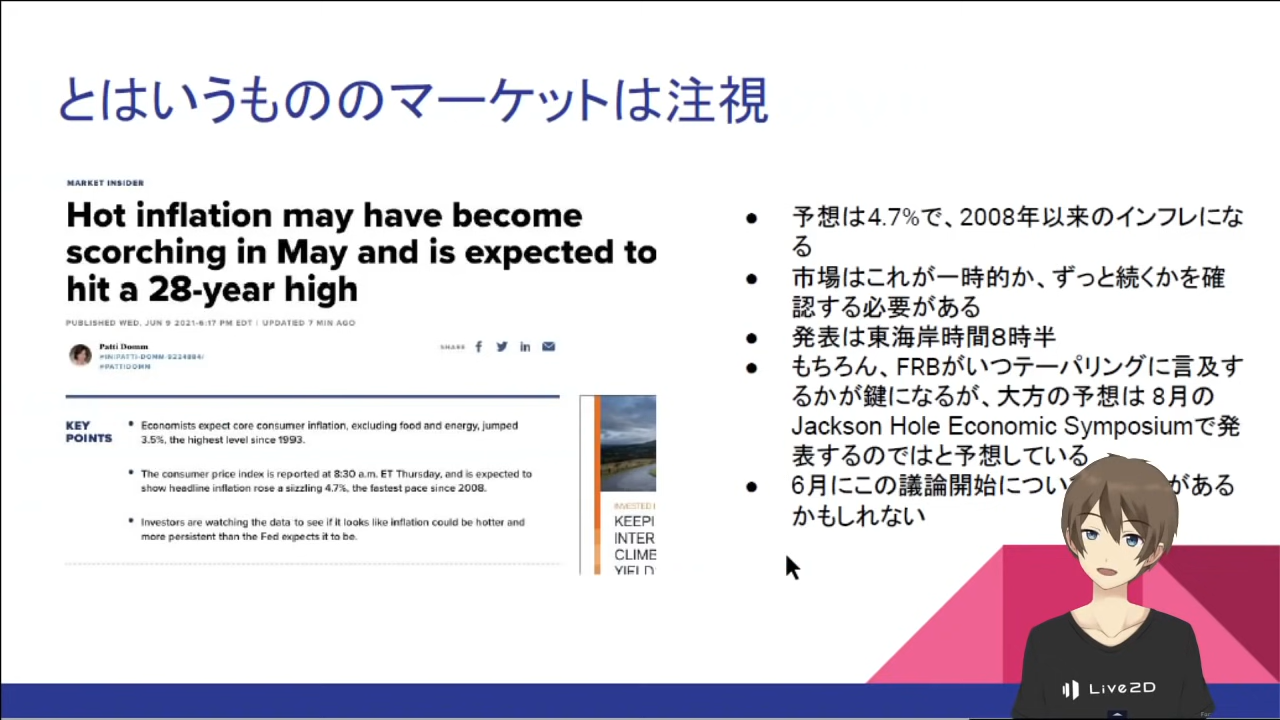 とはいうもののマーケットは注視
MARKET INSIDER
Hot inflation may have become
scorching in May and is expected to
hit a 28-year high
PUBLISHED WED, JUN 9 2021-6:17 PM EDT | UPDATED 7 MIN AGO
Patti Domm
@IN/PATTI-DOMM-9224884/
@PATTIDOMM
SHARE
KEY
POINTS
Economists expect core consumer inflation, excluding food and energy, jumped
3.5%, the highest level since 1993.
The consumer price index is reported at 8:30 a.m. ET Thursday, and is expected to
show headline inflation rose a sizzling 4.7%, the fastest pace since 2008.
Investors are watching the data to see if it looks like inflation could be hotter and
more persistent than the Fed expects it to be.
INVESTED I
KEEPI
INTER
CLIME
YIELD
● 予想は4.7%で、2008年以来のインフレにな
る
● 市場はこれが一時的か、ずっと続くかを確
認する必要がある
● 発表は東海岸時間8時半
● もちろん、FRBがいつテーパリングに言及す
るかが鍵になるが、大方の予想は 8月の
Jackson Hole Economic Symposiumで発
表するのではと予想している
● 6月にこの議論開始につい がある
かもしれない
Live2D